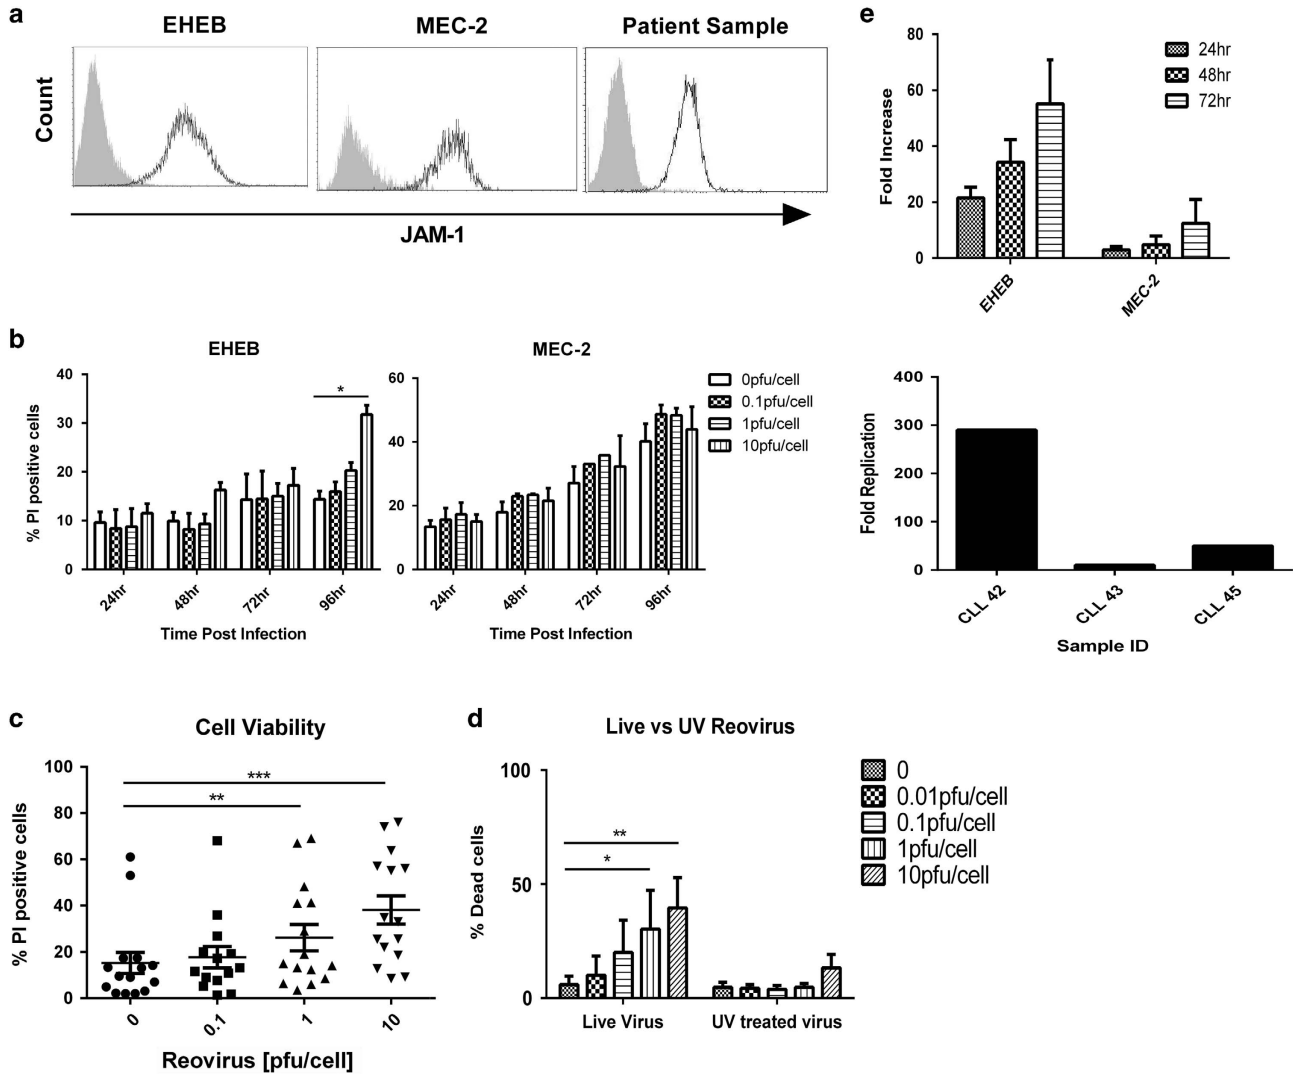 a
EHEB
MEC-2
Patient Sample
Count
JAM-1
b
EHEB
% PI positive cells
40
30
20
10
0
24hr
48hr
72hr
96hr
*
Time Post Infection
MEC-2
60
40
20
0
24hr
48hr
72hr
96hr
Time Post Infection
0pfu/cell
0.1pfu/cell
1pfu/cell
10pfu/cell
c
Cell Viability
% PI positive cells
100
80
60
40
20
0
***
**
0
0.1
1
10
Reovirus [pfu/cell]
d
Live vs UV Reovirus
% Dead cells
100
50
0
**
*
Live Virus
UV treated virus
0
0.01pfu/cell
0.1pfu/cell
1pfu/cell
10pfu/cell
e
Fold Increase
80
60
40
20
0
24hr
48hr
72hr
EHEB
MEC-2
Fold Replication
400
300
200
100
0
CLL 42
CLL 43
CLL 45
Sample ID